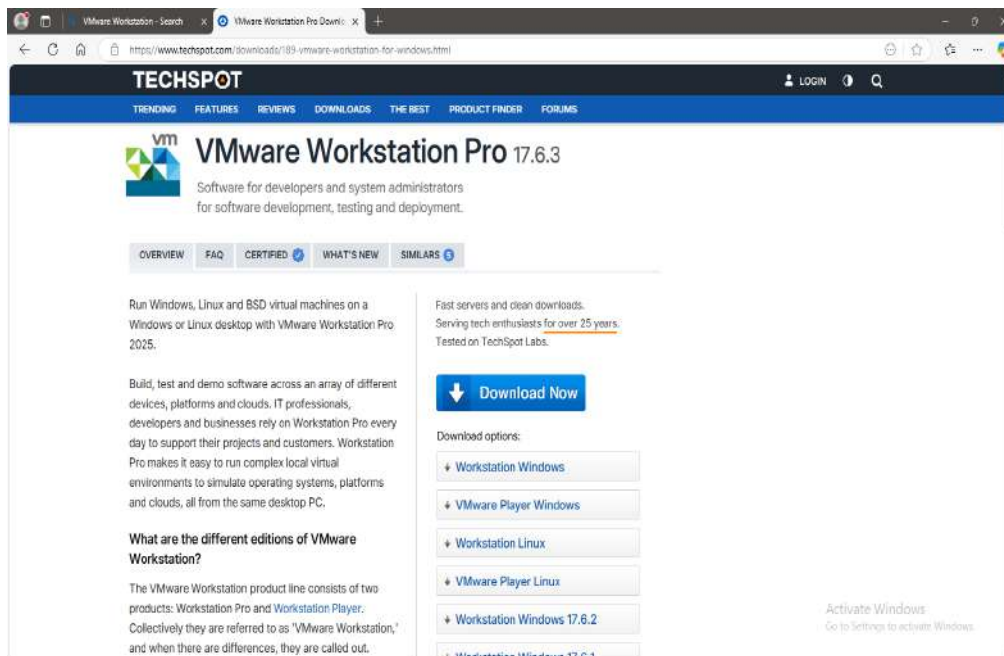 VMware Workstation - Search
VMware Workstation Pro Downlo
https://www.techspot.com/downloads/189-vmware-workstation-for-windows.html
TECHSPOT
LOGIN
TRENDING FEATURES REVIEWS DOWNLOADS THE BEST PRODUCT FINDER FORUMS
vm
VMware Workstation Pro 17.6.3
Software for developers and system administrators
for software development, testing and deployment.
OVERVIEW FAQ CERTIFIED WHAT'S NEW SIMILARS 5
Run Windows, Linux and BSD virtual machines on a
Windows or Linux desktop with VMware Workstation Pro
2025.
Build, test and demo software across an array of different
devices, platforms and clouds. IT professionals,
developers and businesses rely on Workstation Pro every
day to support their projects and customers. Workstation
Pro makes it easy to run complex local virtual
environments to simulate operating systems, platforms
and clouds, all from the same desktop PC.
What are the different editions of VMware
Workstation?
The VMware Workstation product line consists of two
products: Workstation Pro and Workstation Player.
Collectively they are referred to as 'VMware Workstation,'
and when there are differences, they are called out.
Fast servers and clean downloads.
Serving tech enthusiasts for over 25 years.
Tested on TechSpot Labs.
Download Now
Download options:
Workstation Windows
VMware Player Windows
Workstation Linux
VMware Player Linux
Workstation Windows 17.6.2
Workstation Windows 17.6.1
Activate Windows
Go to Settings to activate Windows.